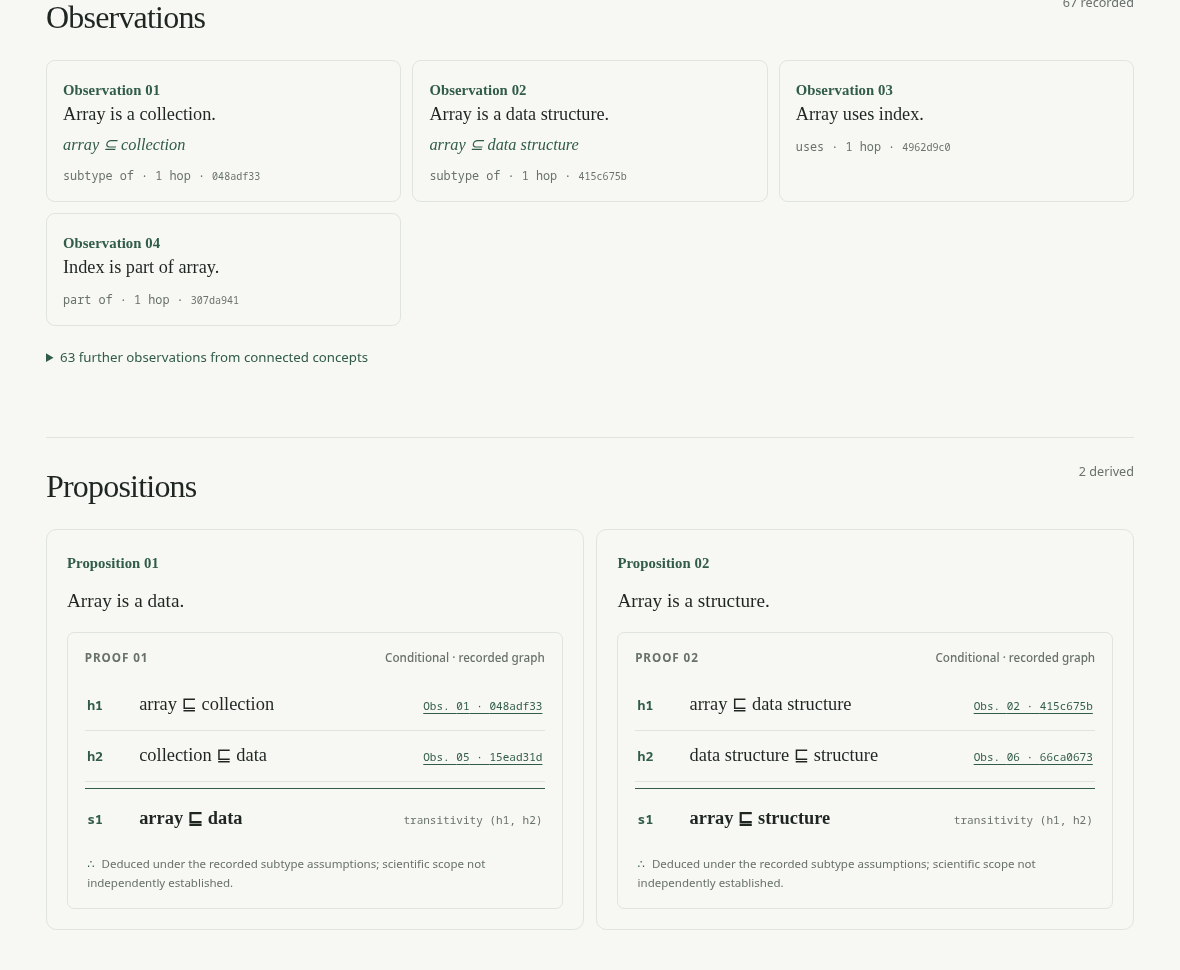 Observations
67 recorded
Observation 01
Array is a collection.
array ⊆ collection
subtype of · 1 hop · 048adf33
Observation 02
Array is a data structure.
array ⊆ data structure
subtype of · 1 hop · 415c675b
Observation 03
Array uses index.
uses · 1 hop · 4962d9c0
Observation 04
Index is part of array.
part of · 1 hop · 307da941
▶ 63 further observations from connected concepts
Propositions
2 derived
Proposition 01
Array is a data.
PROOF 01 Conditional · recorded graph
h1 array ⊑ collection Obs. 01 · 048adf33
h2 collection ⊑ data Obs. 05 · 15ead31d
s1 array ⊑ data transitivity (h1, h2)
∴ Deduced under the recorded subtype assumptions; scientific scope not
independently established.
Proposition 02
Array is a structure.
PROOF 02 Conditional · recorded graph
h1 array ⊑ data structure Obs. 02 · 415c675b
h2 data structure ⊑ structure Obs. 06 · 66ca0673
s1 array ⊑ structure transitivity (h1, h2)
∴ Deduced under the recorded subtype assumptions; scientific scope not
independently established.